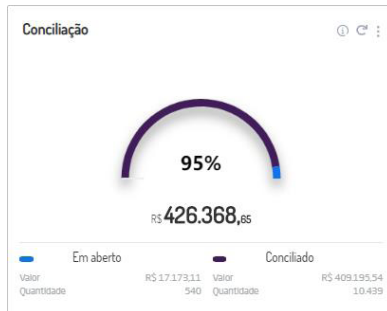 Conciliação
95%
R$ 426.368,65
Em aberto
Valor R$ 17.173,11
Quantidade 540
Conciliado
Valor R$ 409.195,54
Quantidade 10.439